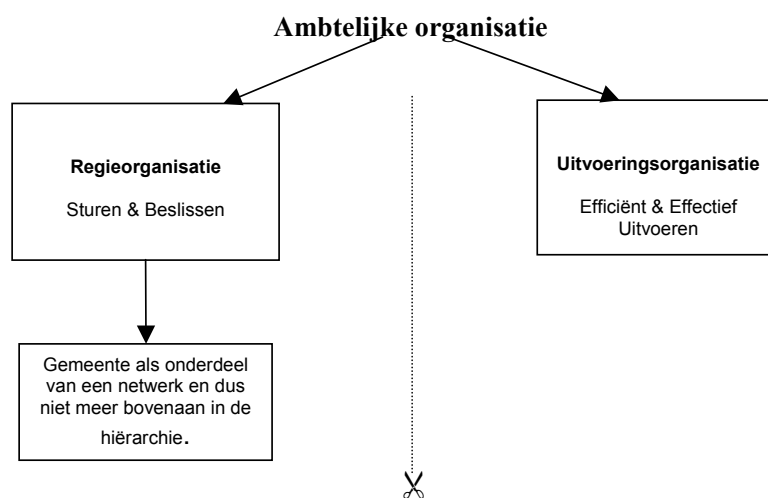 Ambtelijke organisatie
Regieorganisatie
Sturen & Beslissen
Uitvoeringsorganisatie
Efficiënt & Effectief
Uitvoeren
Gemeente als onderdeel
van een netwerk en dus
niet meer bovenaan in de
hiërarchie.